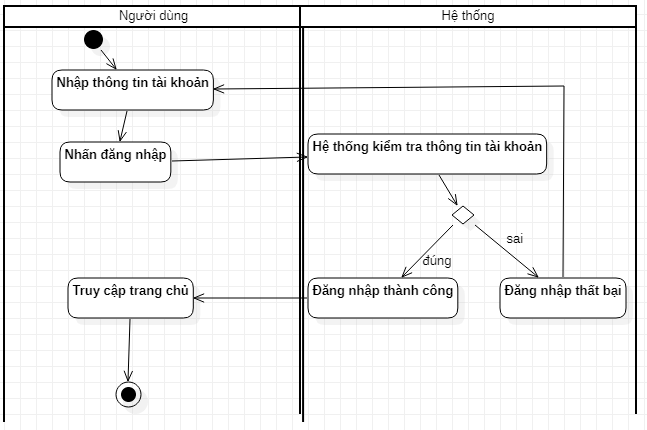 Người dùng
Hệ thống
Nhập thông tin tài khoản
Nhấn đăng nhập
Hệ thống kiểm tra thông tin tài khoản
sai
đúng
Truy cập trang chủ
Đăng nhập thành công
Đăng nhập thất bại